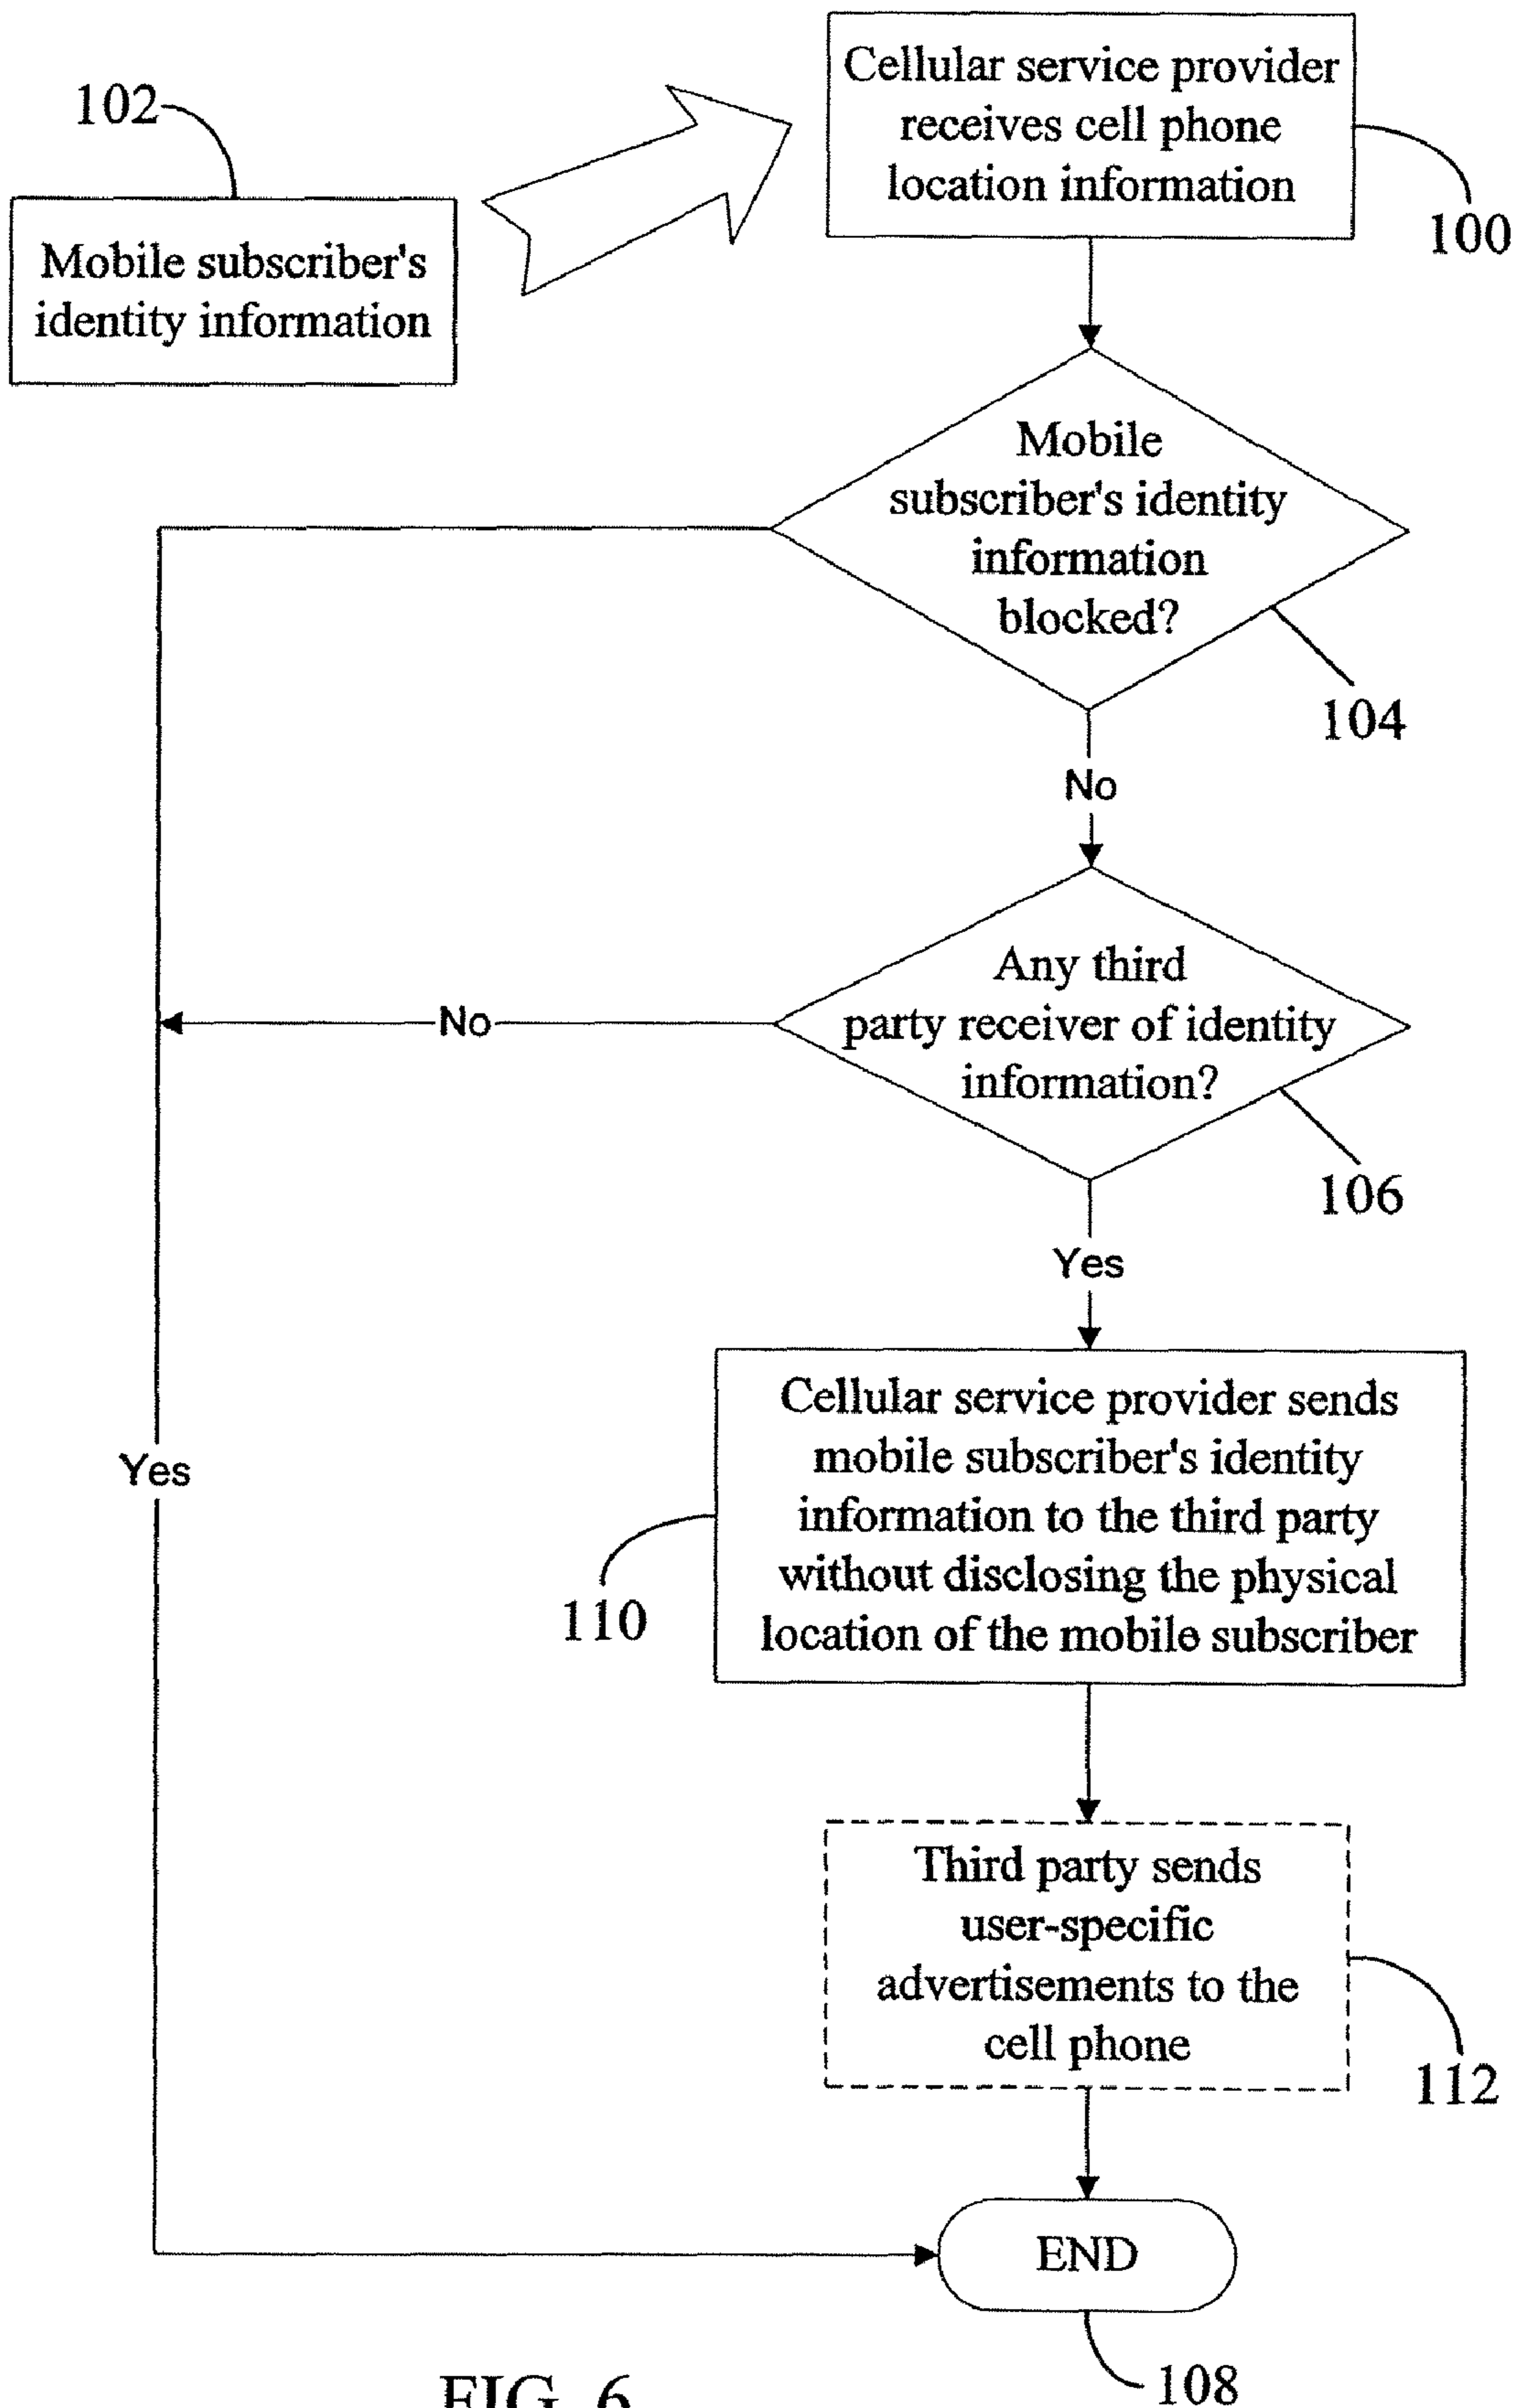 Cellular service provider
receives cell phone
location information
100
102
Mobile subscriber's
identity information
Mobile
subscriber's identity
information
blocked?
104
No
Any third
party receiver of identity
information?
106
No
Yes
Cellular service provider sends
mobile subscriber's identity
information to the third party
without disclosing the physical
location of the mobile subscriber
110
Yes
Third party sends
user-specific
advertisements to the
cell phone
112
END
108
FIG. 6